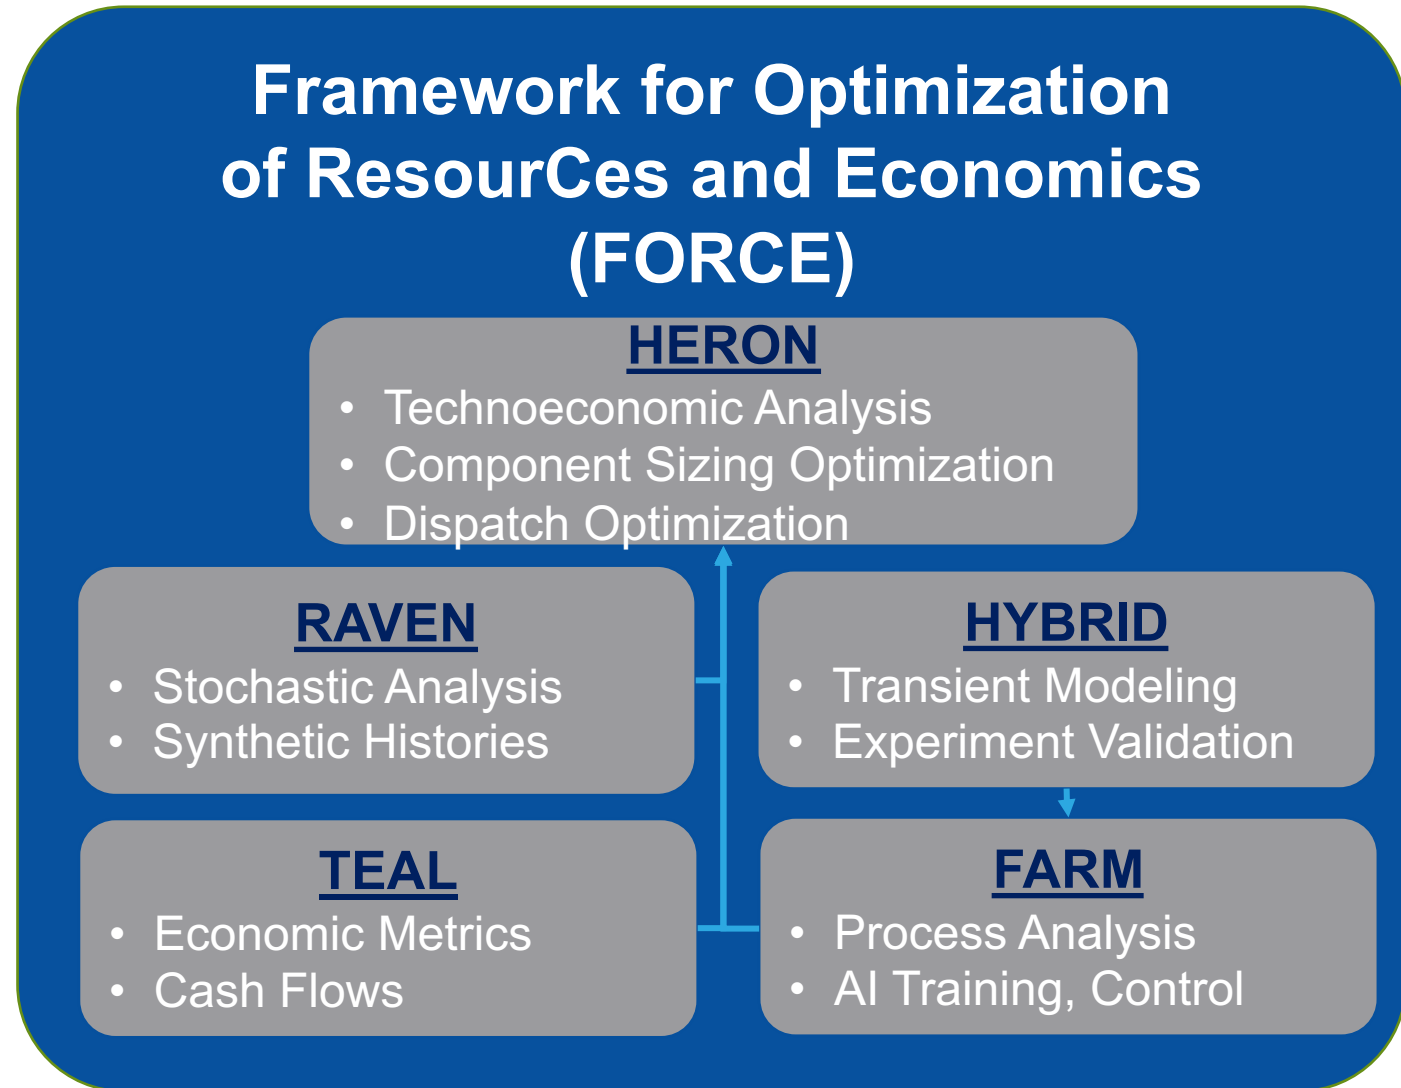 Framework for Optimization
of ResourCes and Economics
(FORCE)
HERON
• Technoeconomic Analysis
• Component Sizing Optimization
• Dispatch Optimization
RAVEN
• Stochastic Analysis
• Synthetic Histories
HYBRID
• Transient Modeling
• Experiment Validation
TEAL
• Economic Metrics
• Cash Flows
FARM
• Process Analysis
• AI Training, Control